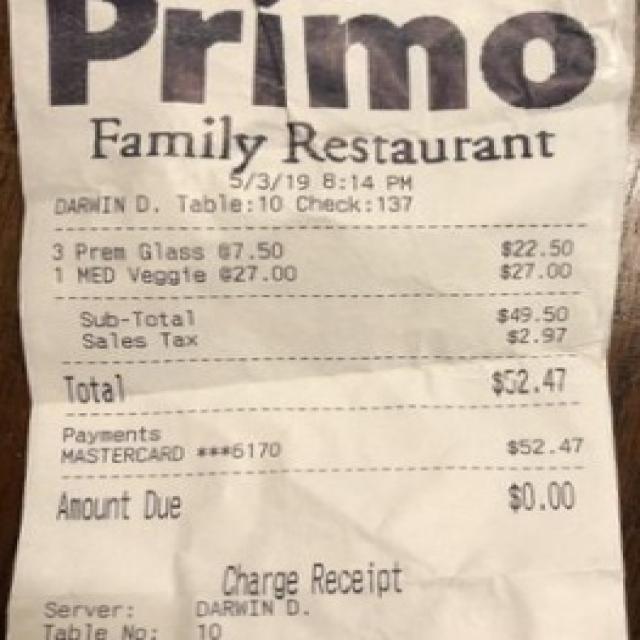 Primo
Family Restaurant
5/3/19 8:14 PM
DARWIN D. Table:10 Check:137
3 Prem Glass @7.50 $22.50
1 MED Veggie @27.00 $27.00
Sub-Total $49.50
Sales Tax $2.97
Total $52.47
Payments
MASTERCARD ***6170 $52.47
Amount Due $0.00
Charge Receipt
Server: DARWIN D.
Table No: 10